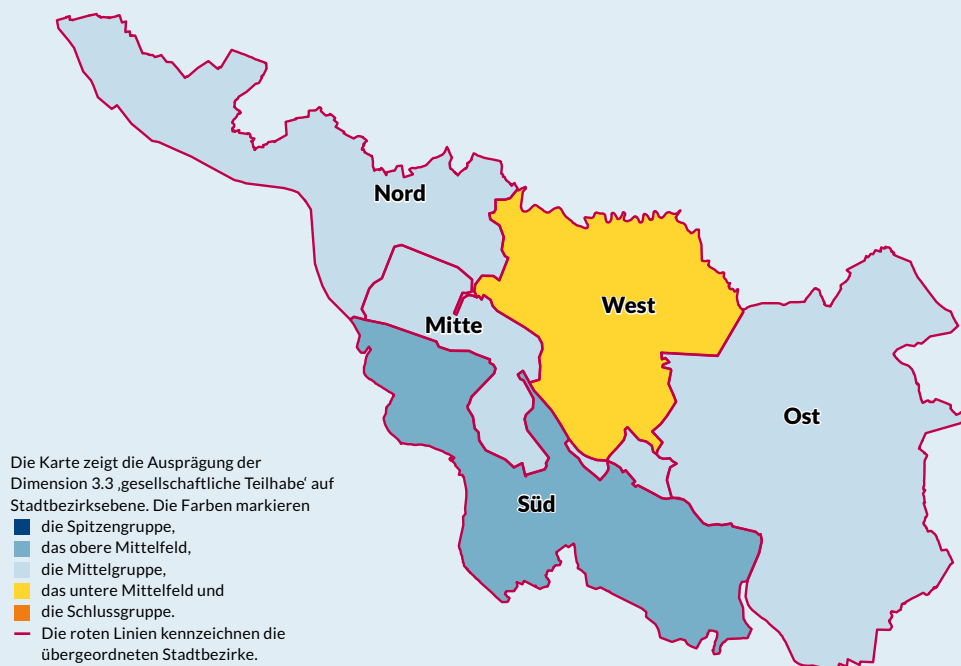 Nord
West
Mitte
Ost
Süd
Die Karte zeigt die Ausprägung der
Dimension 3.3 ‚gesellschaftliche Teilhabe‘ auf
Stadtbezirksebene. Die Farben markieren
die Spitzengruppe,
das obere Mittelfeld,
die Mittelgruppe,
das untere Mittelfeld und
die Schlussgruppe.
Die roten Linien kennzeichnen die
übergeordneten Stadtbezirke.